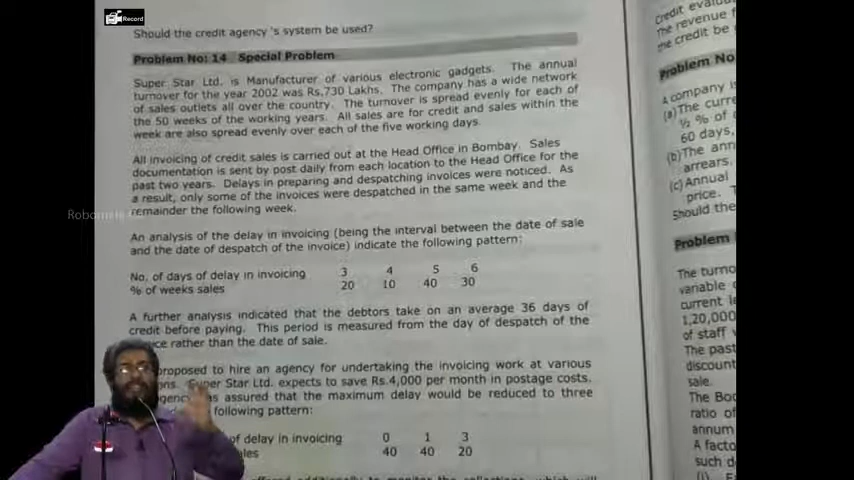 Record
Should the credit agency 's system be used?
Problem No: 14 Special Problem
Super Star Ltd. is Manufacturer of various electronic gadgets. The annual
turnover for the year 2002 was Rs.730 Lakhs. The company has a wide network
of sales outlets all over the country. The turnover is spread evenly for each of
the 50 weeks of the working years. All sales are for credit and sales within the
week are also spread evenly over each of the five working days.
All invoicing of credit sales is carried out at the Head Office in Bombay. Sales
documentation is sent by post daily from each location to the Head Office for the
past two years. Delays in preparing and despatching invoices were noticed. As
a result, only some of the invoices were despatched in the same week and the
remainder the following week.
An analysis of the delay in invoicing (being the interval between the date of sale
and the date of despatch of the invoice) indicate the following pattern:
No. of days of delay in invoicing 3 4 5 6
% of weeks sales 20 10 40 30
A further analysis indicated that the debtors take on an average 36 days of
credit before paying. This period is measured from the day of despatch of the
rather than the date of sale.
proposed to hire an agency for undertaking the invoicing work at various
Super Star Ltd. expects to save Rs.4,000 per month in postage costs.
assured that the maximum delay would be reduced to three
following pattern:
of delay in invoicing 0 1 3
40 40 20
additionally to monitor the collections, which will
The revenue
the credit be
Problem No
A company
(a) The curre
½ % of
60 days,
(b) The ann
arrears.
(c) Annual
price.
Should the
Problem
The turno
variable
current
1,20,000
of staff
The past
discount
sale.
The Boo
ratio of
annum
A facto
such
(i)